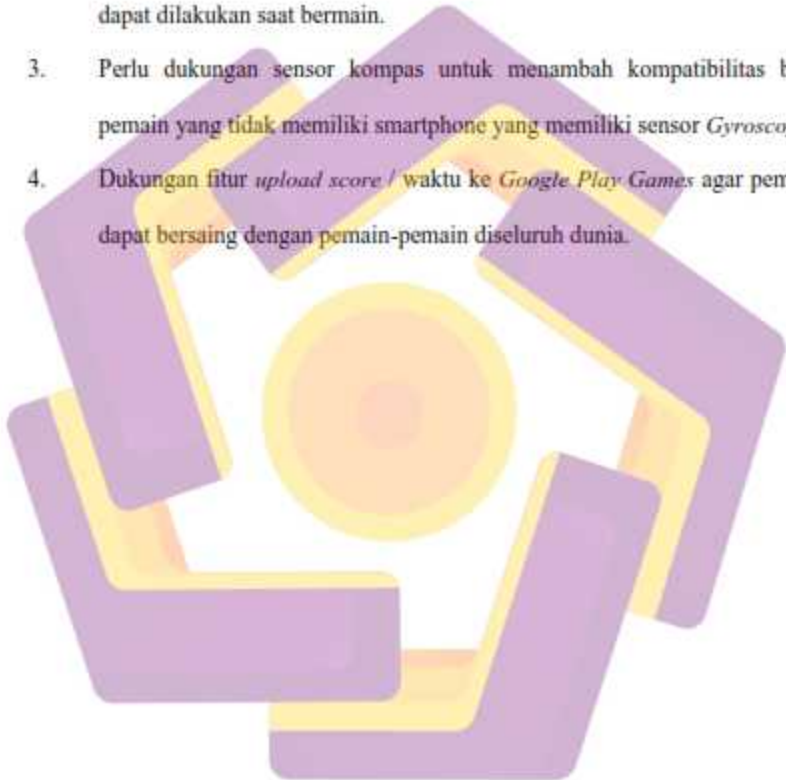 dapat dilakukan saat bermain.
3. Perlu dukungan sensor kompas untuk menambah kompatibilitas b
pemain yang tidak memiliki smartphone yang memiliki sensor Gyrosco
4. Dukungan fitur upload score / waktu ke Google Play Games agar pem
dapat bersaing dengan pemain-pemain diseluruh dunia.